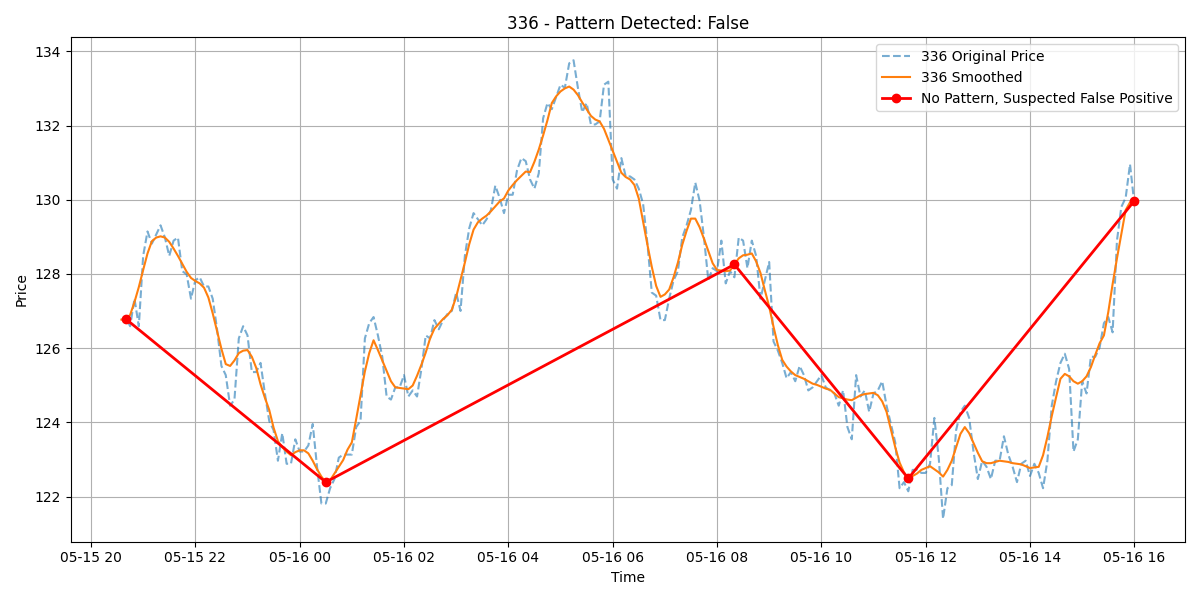 336 - Pattern Detected: False
336 Original Price
336 Smoothed
No Pattern, Suspected False Positive
Price
134
132
130
128
126
124
122
05-15 20 05-15 22 05-16 00 05-16 02 05-16 04 05-16 06 05-16 08 05-16 10 05-16 12 05-16 14 05-16 16
Time